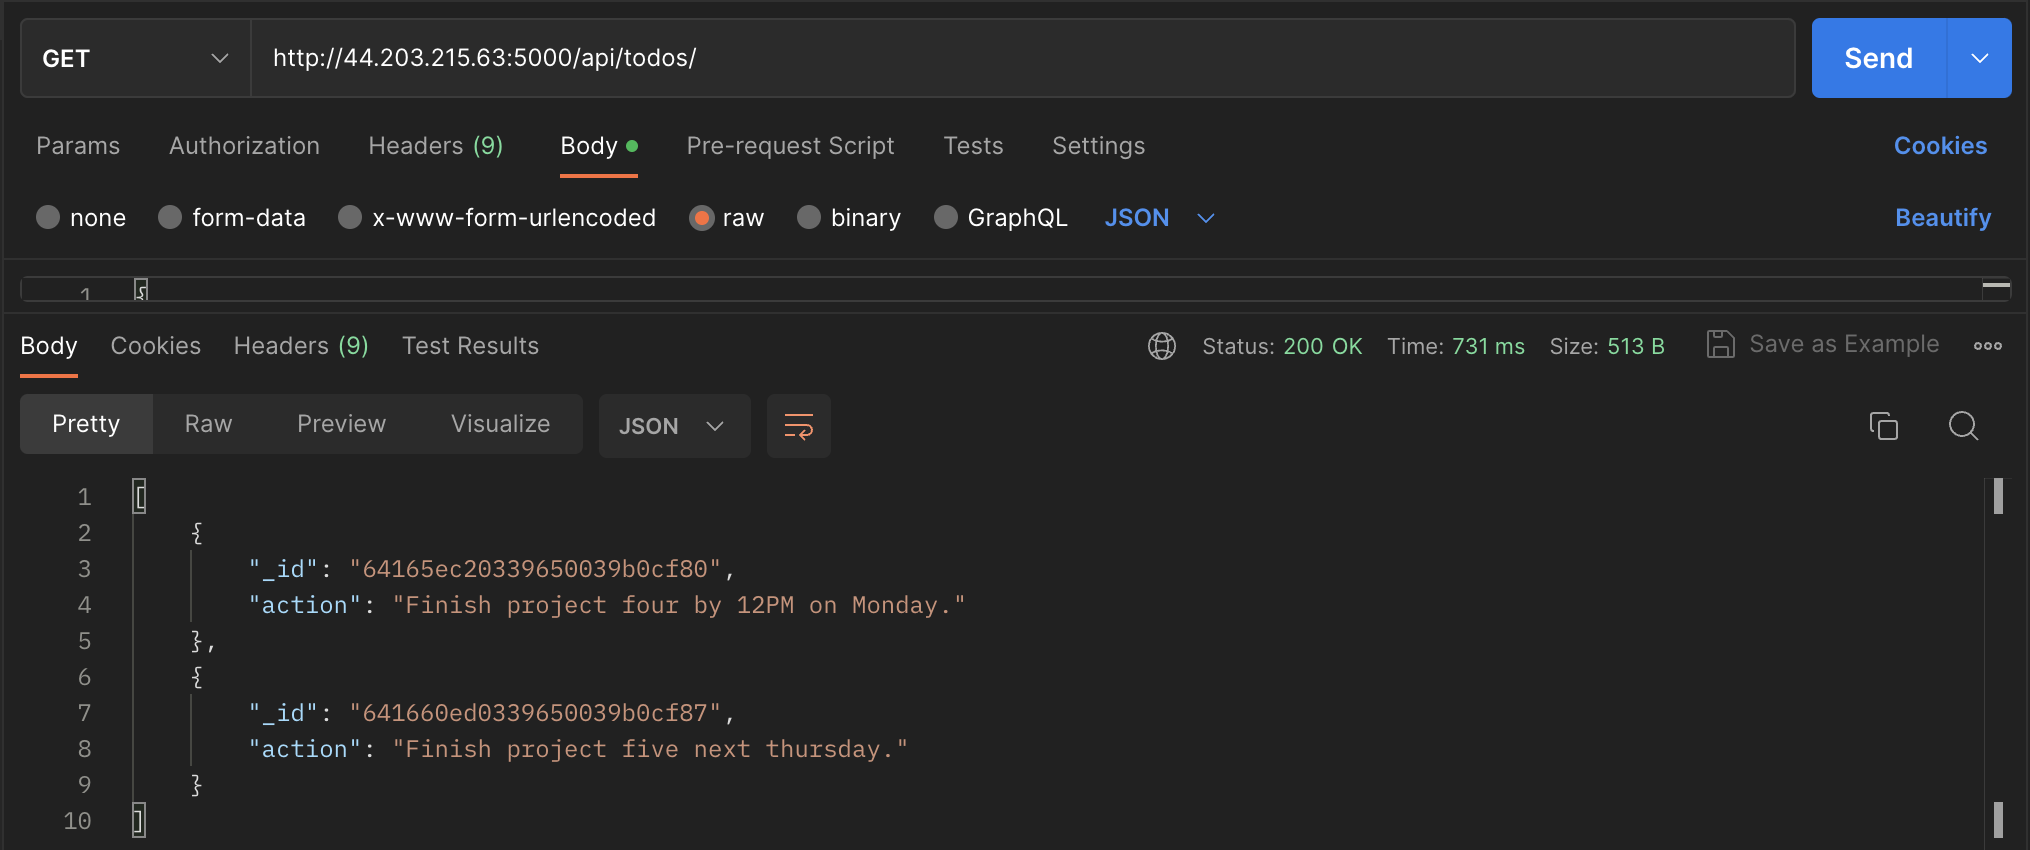 GET http://44.203.215.63:5000/api/todos/ Send
Params Authorization Headers (9) Body Pre-request Script Tests Settings Cookies
none form-data x-www-form-urlencoded raw binary GraphQL JSON Beautify
1 {
Body Cookies Headers (9) Test Results Status: 200 OK Time: 731 ms Size: 513 B Save as Example
Pretty Raw Preview Visualize JSON
1 [
2 {
3 "_id": "64165ec20339650039b0cf80",
4 "action": "Finish project four by 12PM on Monday."
5 },
6 {
7 "_id": "641660ed0339650039b0cf87",
8 "action": "Finish project five next thursday."
9 }
10 ]